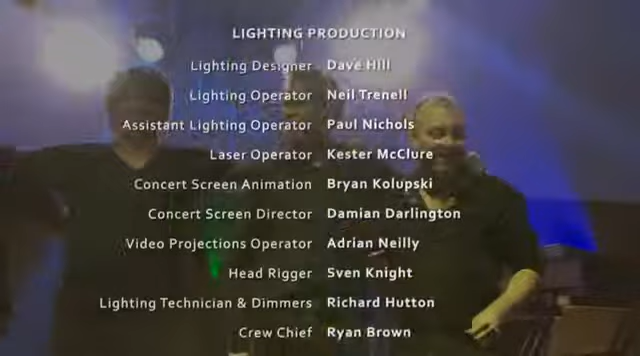 LIGHTING PRODUCTION
Lighting Designer Dave Hill
Lighting Operator Neil Trenell
Assistant Lighting Operator Paul Nichols
Laser Operator Kester McClure
Concert Screen Animation Bryan Kolupski
Concert Screen Director Damian Darlington
Video Projections Operator Adrian Neilly
Head Rigger Sven Knight
Lighting Technician & Dimmers Richard Hutton
Crew Chief Ryan Brown